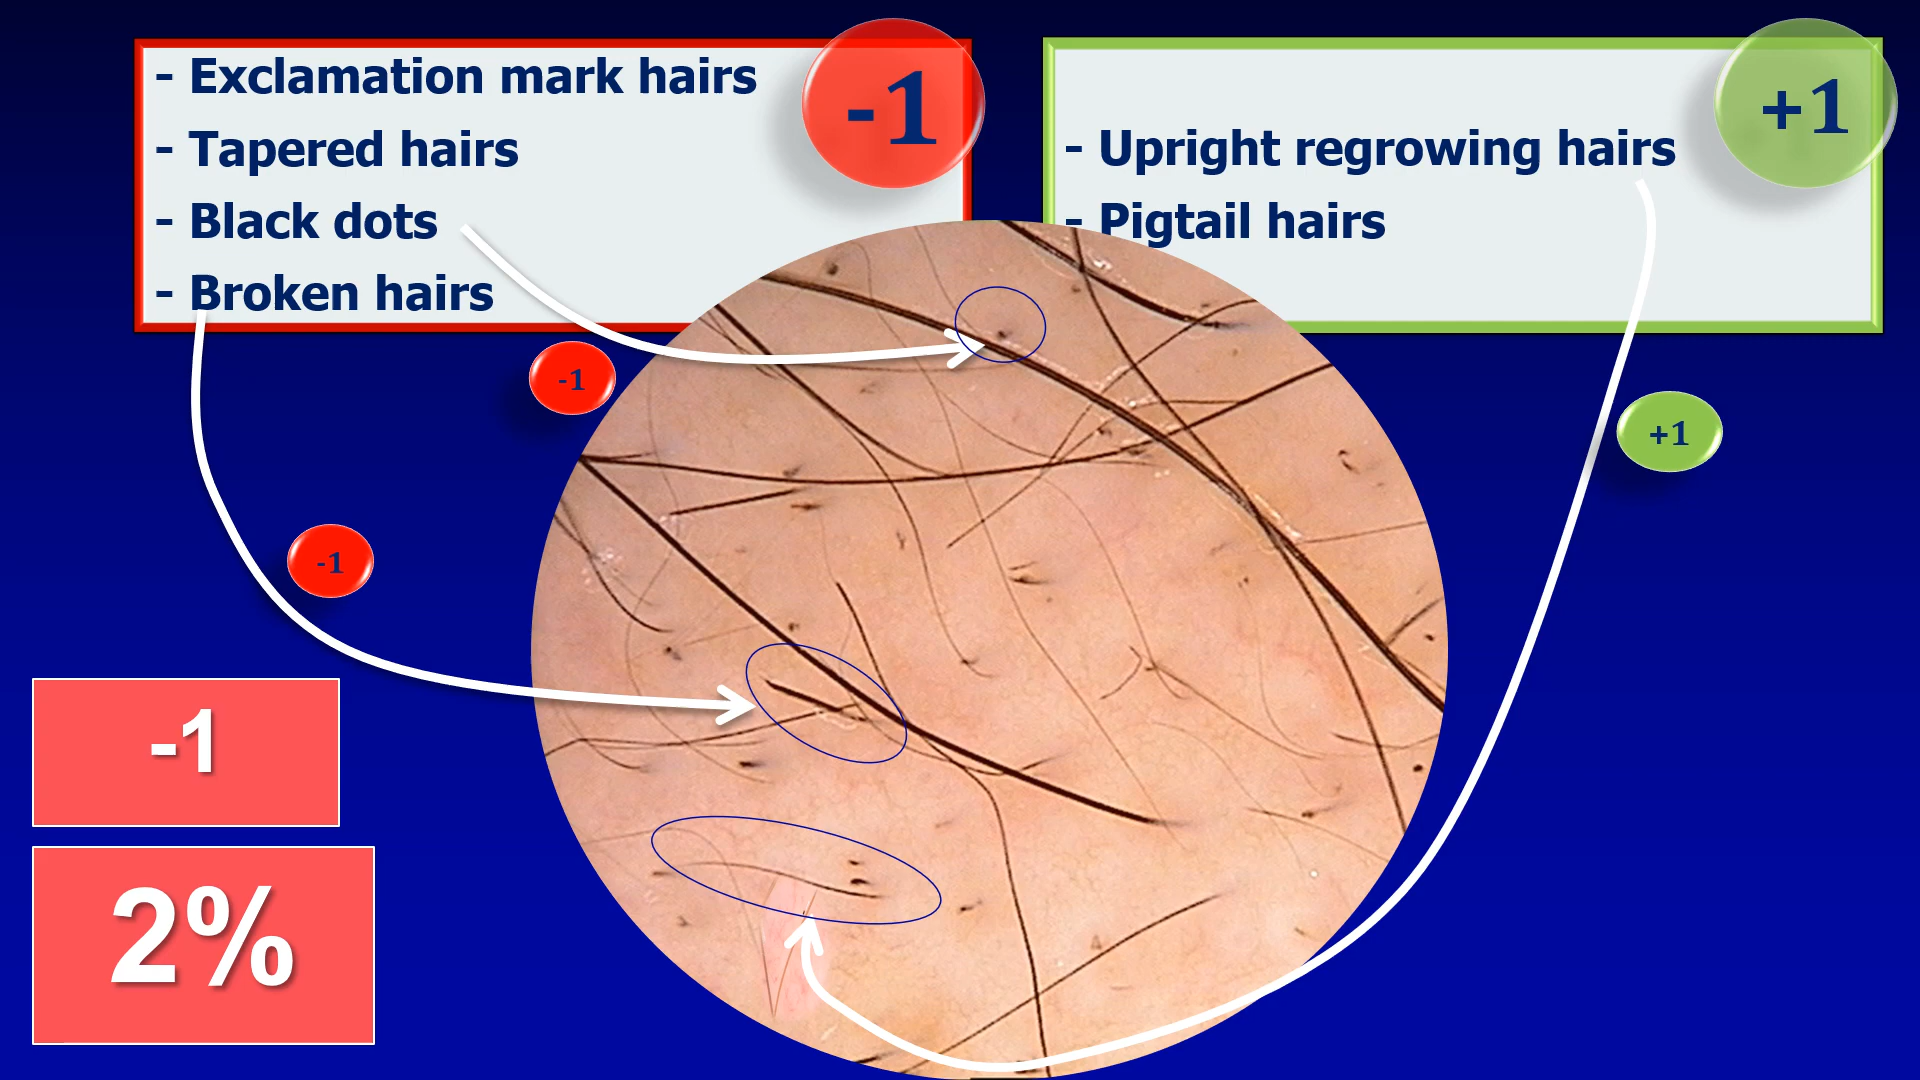 - Exclamation mark hairs
- Tapered hairs
- Black dots
- Broken hairs
-1
- Upright regrowing hairs
- Pigtail hairs
+1
-1
+1
-1
-1
2%